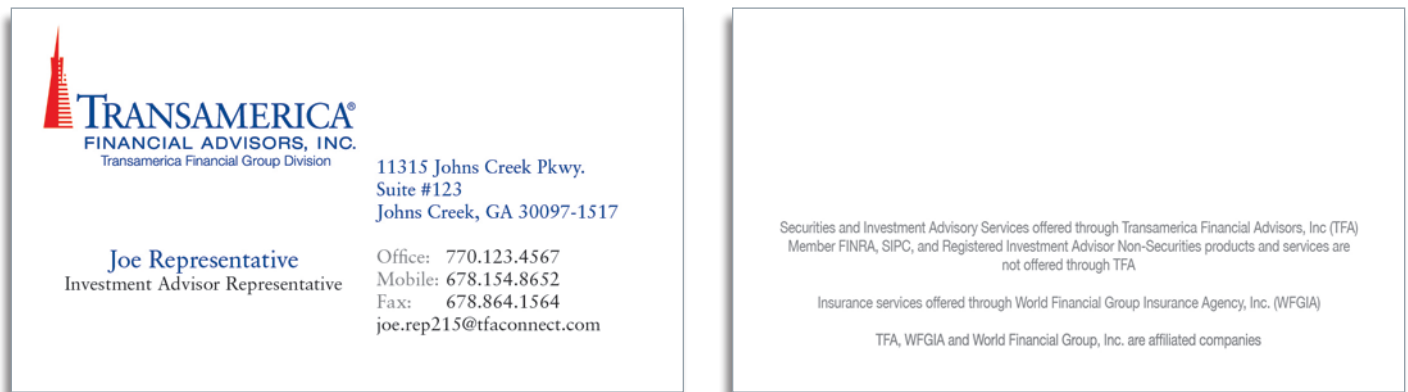 TRANSAMERICA®
FINANCIAL ADVISORS, INC.
Transamerica Financial Group Division
11315 Johns Creek Pkwy.
Suite #123
Johns Creek, GA 30097-1517
Joe Representative
Investment Advisor Representative
Office: 770.123.4567
Mobile: 678.154.8652
Fax: 678.864.1564
joe.rep215@tfaconnect.com
Securities and Investment Advisory Services offered through Transamerica Financial Advisors, Inc (TFA)
Member FINRA, SIPC, and Registered Investment Advisor Non-Securities products and services are
not offered through TFA
Insurance services offered through World Financial Group Insurance Agency, Inc. (WFGIA)
TFA, WFGIA and World Financial Group, Inc. are affiliated companies